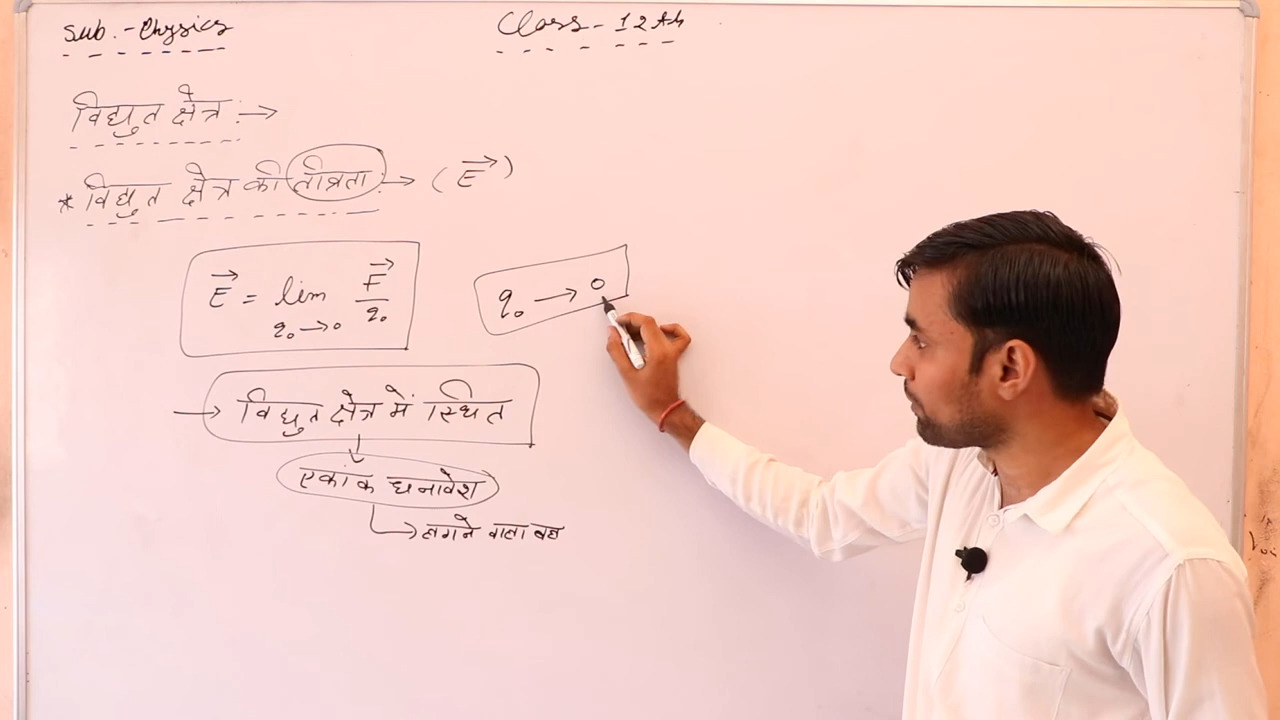 Sub.- Physics
Class - 12th
विद्युत क्षेत्र :→
* विद्युत क्षेत्र की तीव्रता :→ (E→)
E→ = lim q₀→0 F→/q₀
q₀ → 0
→ विद्युत क्षेत्र में स्थित
एकांक धनावेश
→ लगने वाला बल